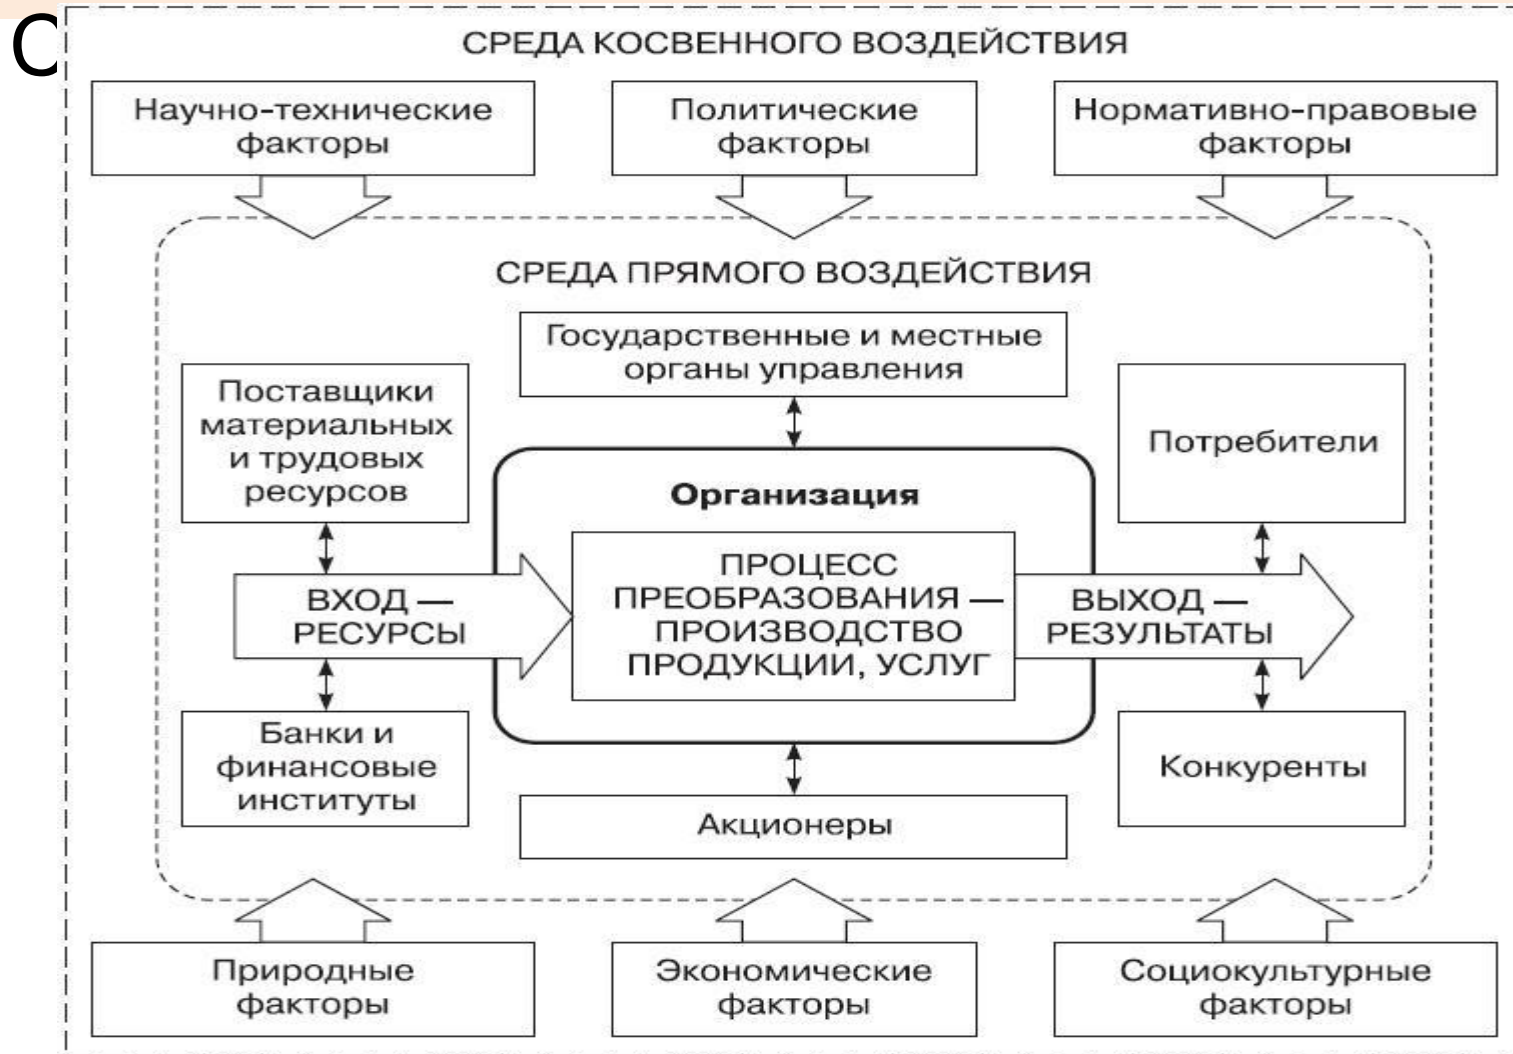 С
СРЕДА КОСВЕННОГО ВОЗДЕЙСТВИЯ
Научно-технические
факторы
Политические
факторы
Нормативно-правовые
факторы
СРЕДА ПРЯМОГО ВОЗДЕЙСТВИЯ
Государственные и местные
органы управления
Поставщики
материальных
и трудовых
ресурсов
Потребители
Организация
ВХОД —
РЕСУРСЫ
ПРОЦЕСС
ПРЕОБРАЗОВАНИЯ —
ПРОИЗВОДСТВО
ПРОДУКЦИИ, УСЛУГ
ВЫХОД —
РЕЗУЛЬТАТЫ
Банки и
финансовые
институты
Акционеры
Конкуренты
Природные
факторы
Экономические
факторы
Социокультурные
факторы